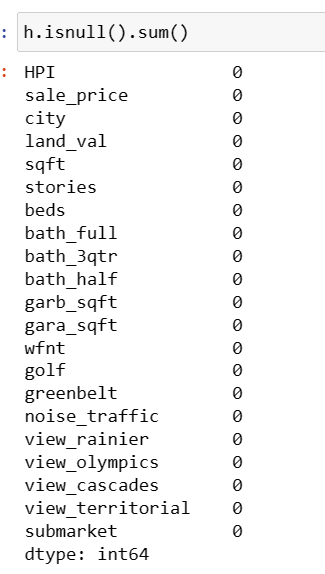 : h.isnull().sum()
: HPI 0
sale_price 0
city 0
land_val 0
sqft 0
stories 0
beds 0
bath_full 0
bath_3qtr 0
bath_half 0
garb_sqft 0
gara_sqft 0
wfnt 0
golf 0
greenbelt 0
noise_traffic 0
view_rainier 0
view_olympics 0
view_cascades 0
view_territorial 0
submarket 0
dtype: int64